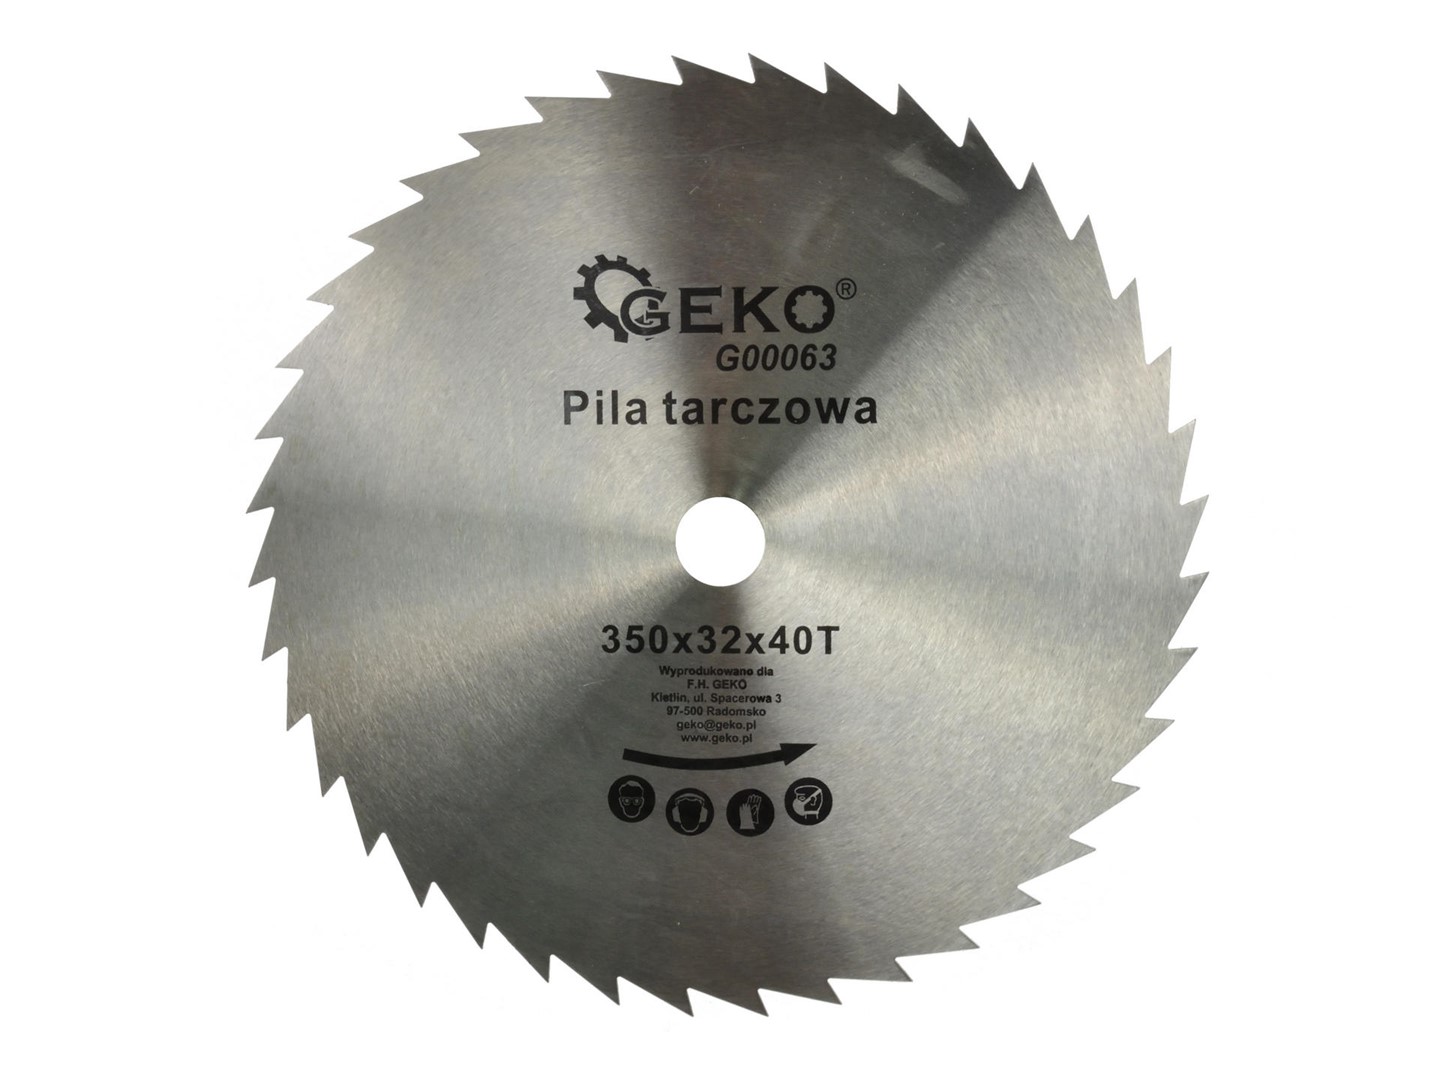 GEKO®
G00063
Pila tarczowa
350x32x40T
Wyprodukowano dla
F.H. GEKO
Kietlin, ul. Spacerowa 3
97-500 Radomsko
geko@geko.pl
www.geko.pl